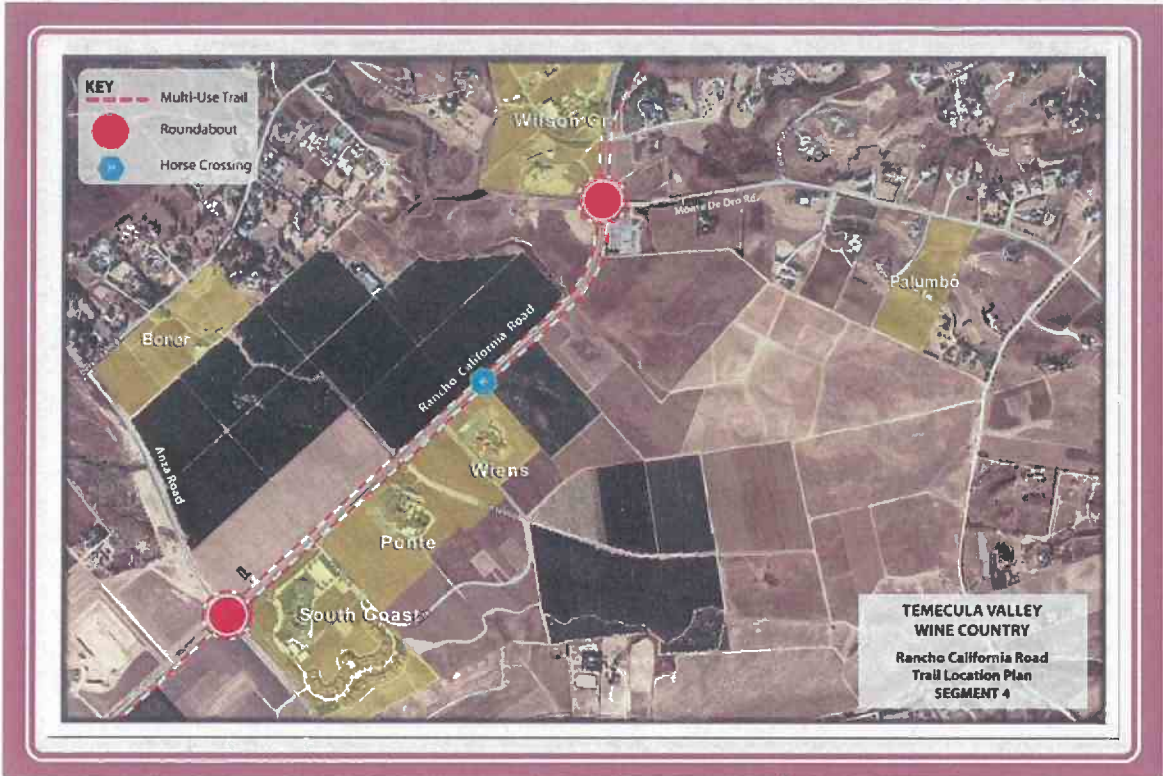 KEY
Multi-Use Trail
Roundabout
Horse Crossing
Wilson Cr
Monte De Oro Rd.
Palumbo
Boner
Rancho California Road
Wiens
Anza Road
Ponte
South Coast
TEMECULA VALLEY
WINE COUNTRY
Rancho California Road
Trail Location Plan
SEGMENT 4